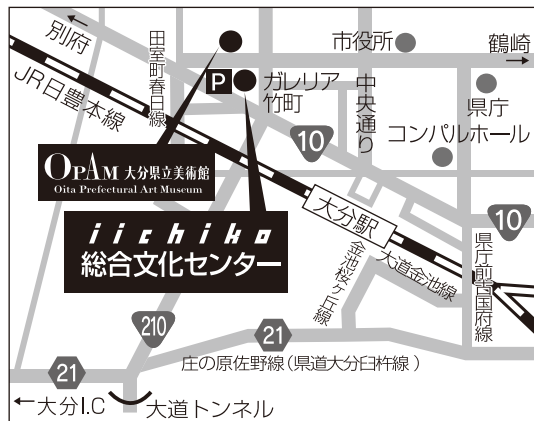 別府
田室町春日線
市役所
鶴崎
P
ガレリア
竹町
中央通り
県庁
JR日豊本線
10
コンパルホール
OPAM 大分県立美術館
Oita Prefectural Art Museum
大分駅
10
iichiko
総合文化センター
金池桜ヶ丘線
大道金池線
県庁前古国府線
210
21
庄の原佐野線(県道大分臼杵線)
21
大分I.C
大道トンネル